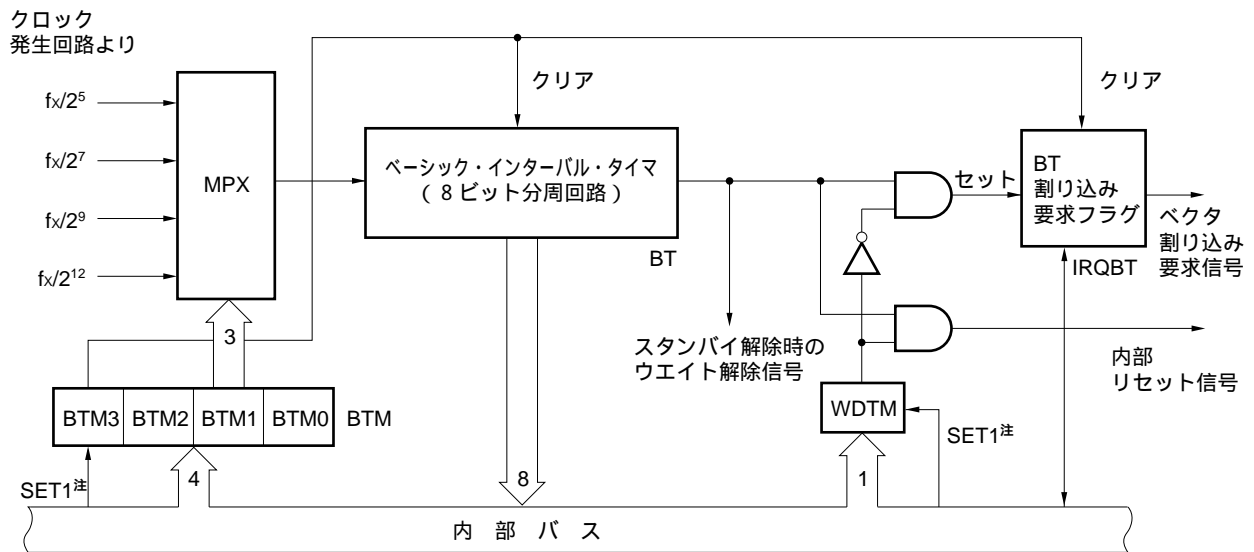 クロック
発生回路より
fX/2⁵
fX/2⁷
fX/2⁹
fX/2¹²
MPX
クリア
クリア
ベーシック・インターバル・タイマ
（８ビット分周回路）
BT
セット
BT
割り込み
要求フラグ
IRQBT
ベクタ
割り込み
要求信号
3
スタンバイ解除時の
ウエイト解除信号
内部
リセット信号
BTM3 BTM2 BTM1 BTM0 BTM
WDTM
SET1注
SET1注
4
8
1
内 部 バ ス